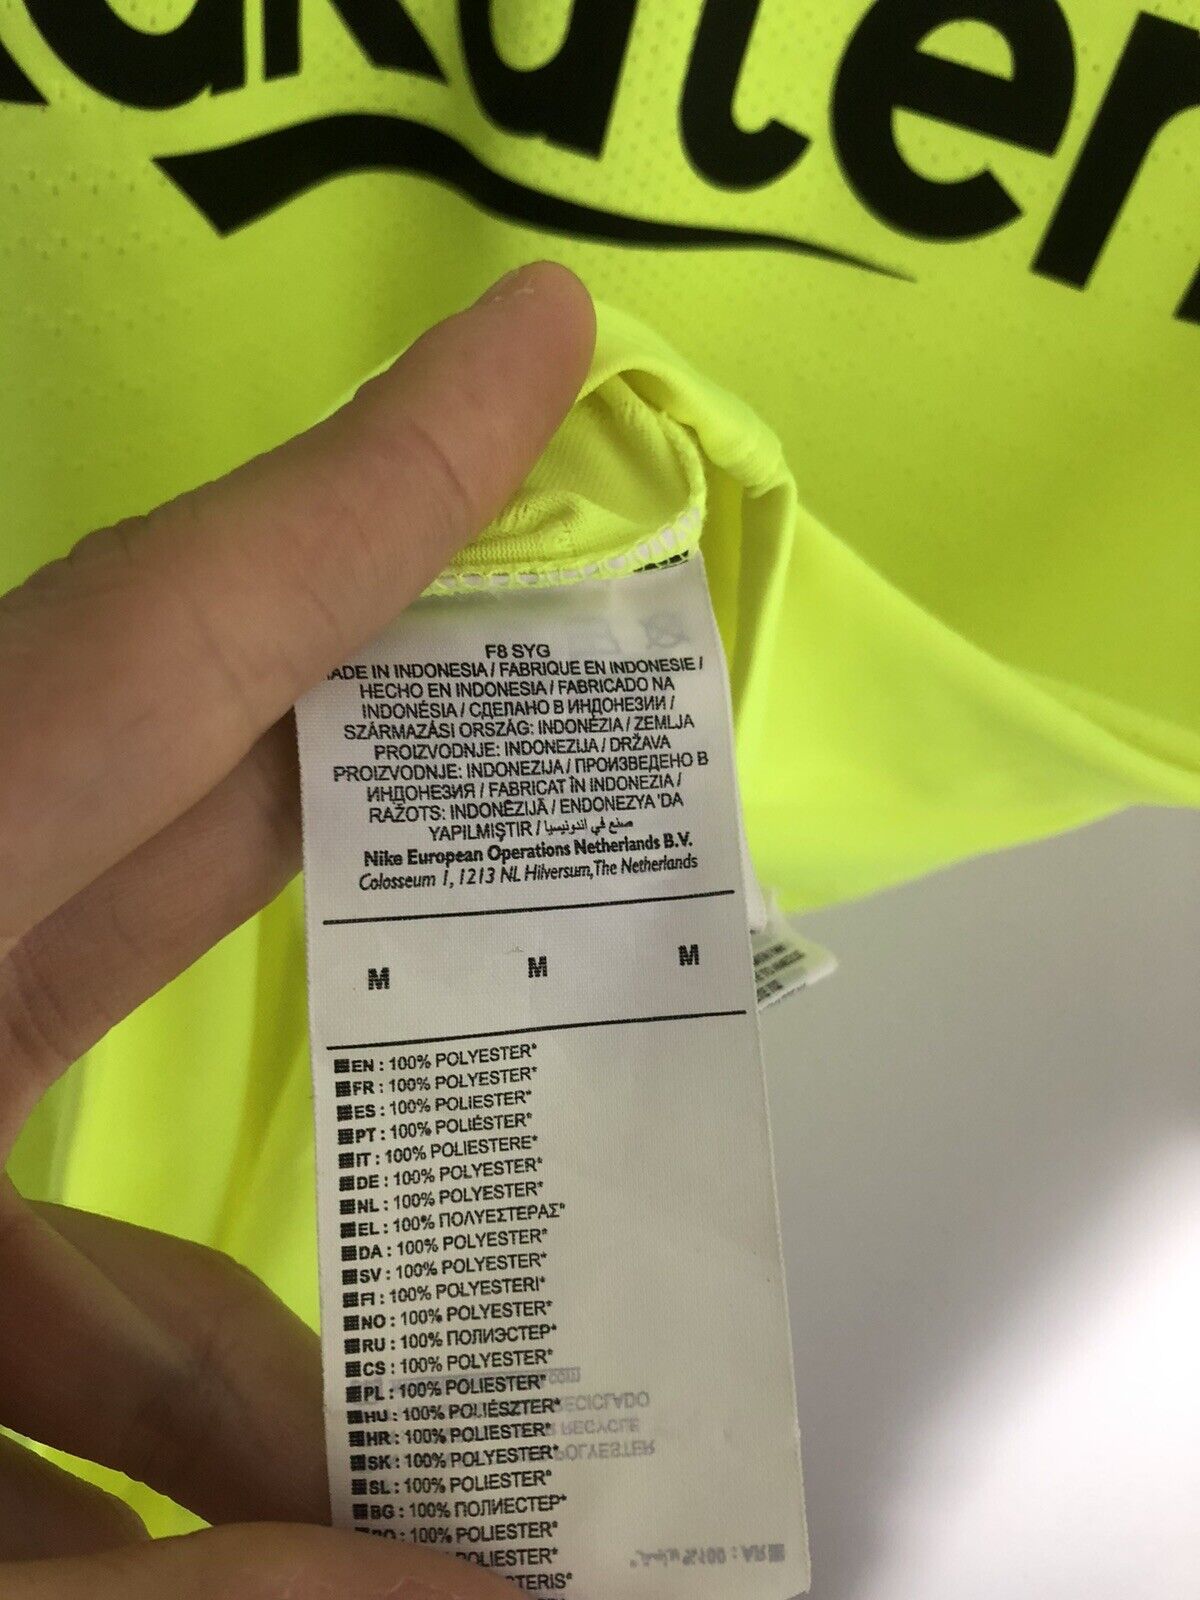 Rakuten
F8 SYG
MADE IN INDONESIA / FABRIQUE EN INDONESIE /
HECHO EN INDONESIA / FABRICADO NA
INDONÉSIA / СДЕЛАНО В ИНДОНЕЗИИ /
SZÁRMAZÁSI ORSZÁG: INDONÉZIA / ZEMLJA
PROIZVODNJE: INDONEZIJA / DRŽAVA
PROIZVODNJE: INDONEZIJA / ПРОИЗВЕДЕНО В
ИНДОНЕЗИЯ / FABRICAT ÎN INDONEZIA /
RAŽOTS: INDONĒZIJĀ / ENDONEZYA'DA
YAPILMIŞTIR / صنع في اندونيسيا
Nike European Operations Netherlands B.V.
Colosseum 1, 1213 NL Hilversum, The Netherlands
M M M
EN : 100% POLYESTER*
FR : 100% POLYESTER*
ES : 100% POLIESTER*
PT : 100% POLIÉSTER*
IT : 100% POLIESTERE*
DE : 100% POLYESTER*
NL : 100% POLYESTER*
EL : 100% ΠΟΛΥΕΣΤΕΡΑΣ*
DA : 100% POLYESTER*
SV : 100% POLYESTER*
FI : 100% POLYESTERI*
NO : 100% POLYESTER*
RU : 100% ПОЛИЭСТЕР*
CS : 100% POLYESTER*
PL : 100% POLIESTER*
HU : 100% POLIÉSZTER*
HR : 100% POLIESTER*
SK : 100% POLYESTER*
SL : 100% POLIESTER*
BG : 100% ПОЛИЕСТЕР*
RO : 100% POLIESTER*
POLIESTER*